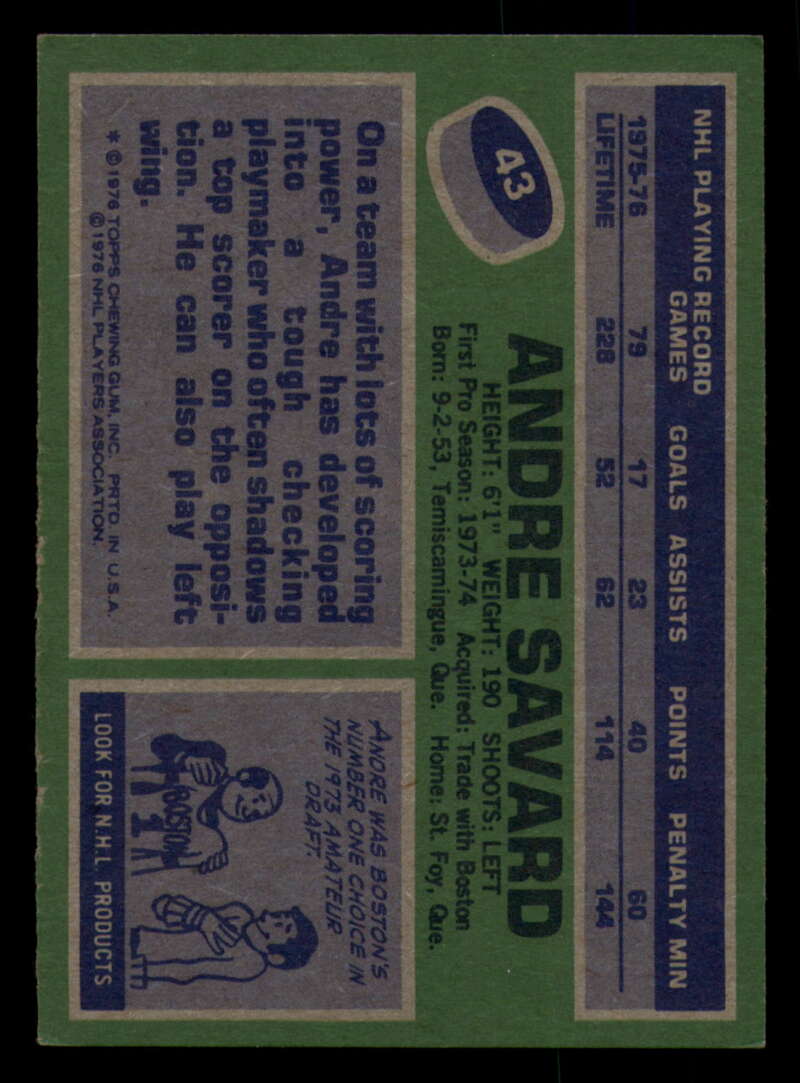 NHL PLAYING RECORD
GAMES GOALS ASSISTS POINTS PENALTY MIN
1975-76 79 17 23 40 60
LIFETIME 228 52 62 114 144
43
ANDRE SAVARD
HEIGHT: 6'1" WEIGHT: 190 SHOOTS: LEFT
First Pro Season: 1973-74 Acquired: Trade with Boston
Born: 9-2-53, Temiscamingue, Que. Home: St. Foy, Que.
On a team with lots of scoring
power, Andre has developed
into a tough checking
playmaker who often shadows
a top scorer on the opposi-
tion. He can also play left
wing.
* ©1976 TOPPS CHEWING GUM, INC. PRTD. IN U.S.A.
©1976 NHL PLAYERS ASSOCIATION.
ANDRE WAS BOSTON'S
NUMBER ONE CHOICE IN
THE 1973 AMATEUR
DRAFT.
BOSTON
1
LOOK FOR N.H.L. PRODUCTS